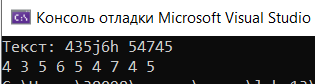 Консоль отладки Microsoft Visual Studio
Текст: 435j6h 54745
4 3 5 6 5 4 7 4 5